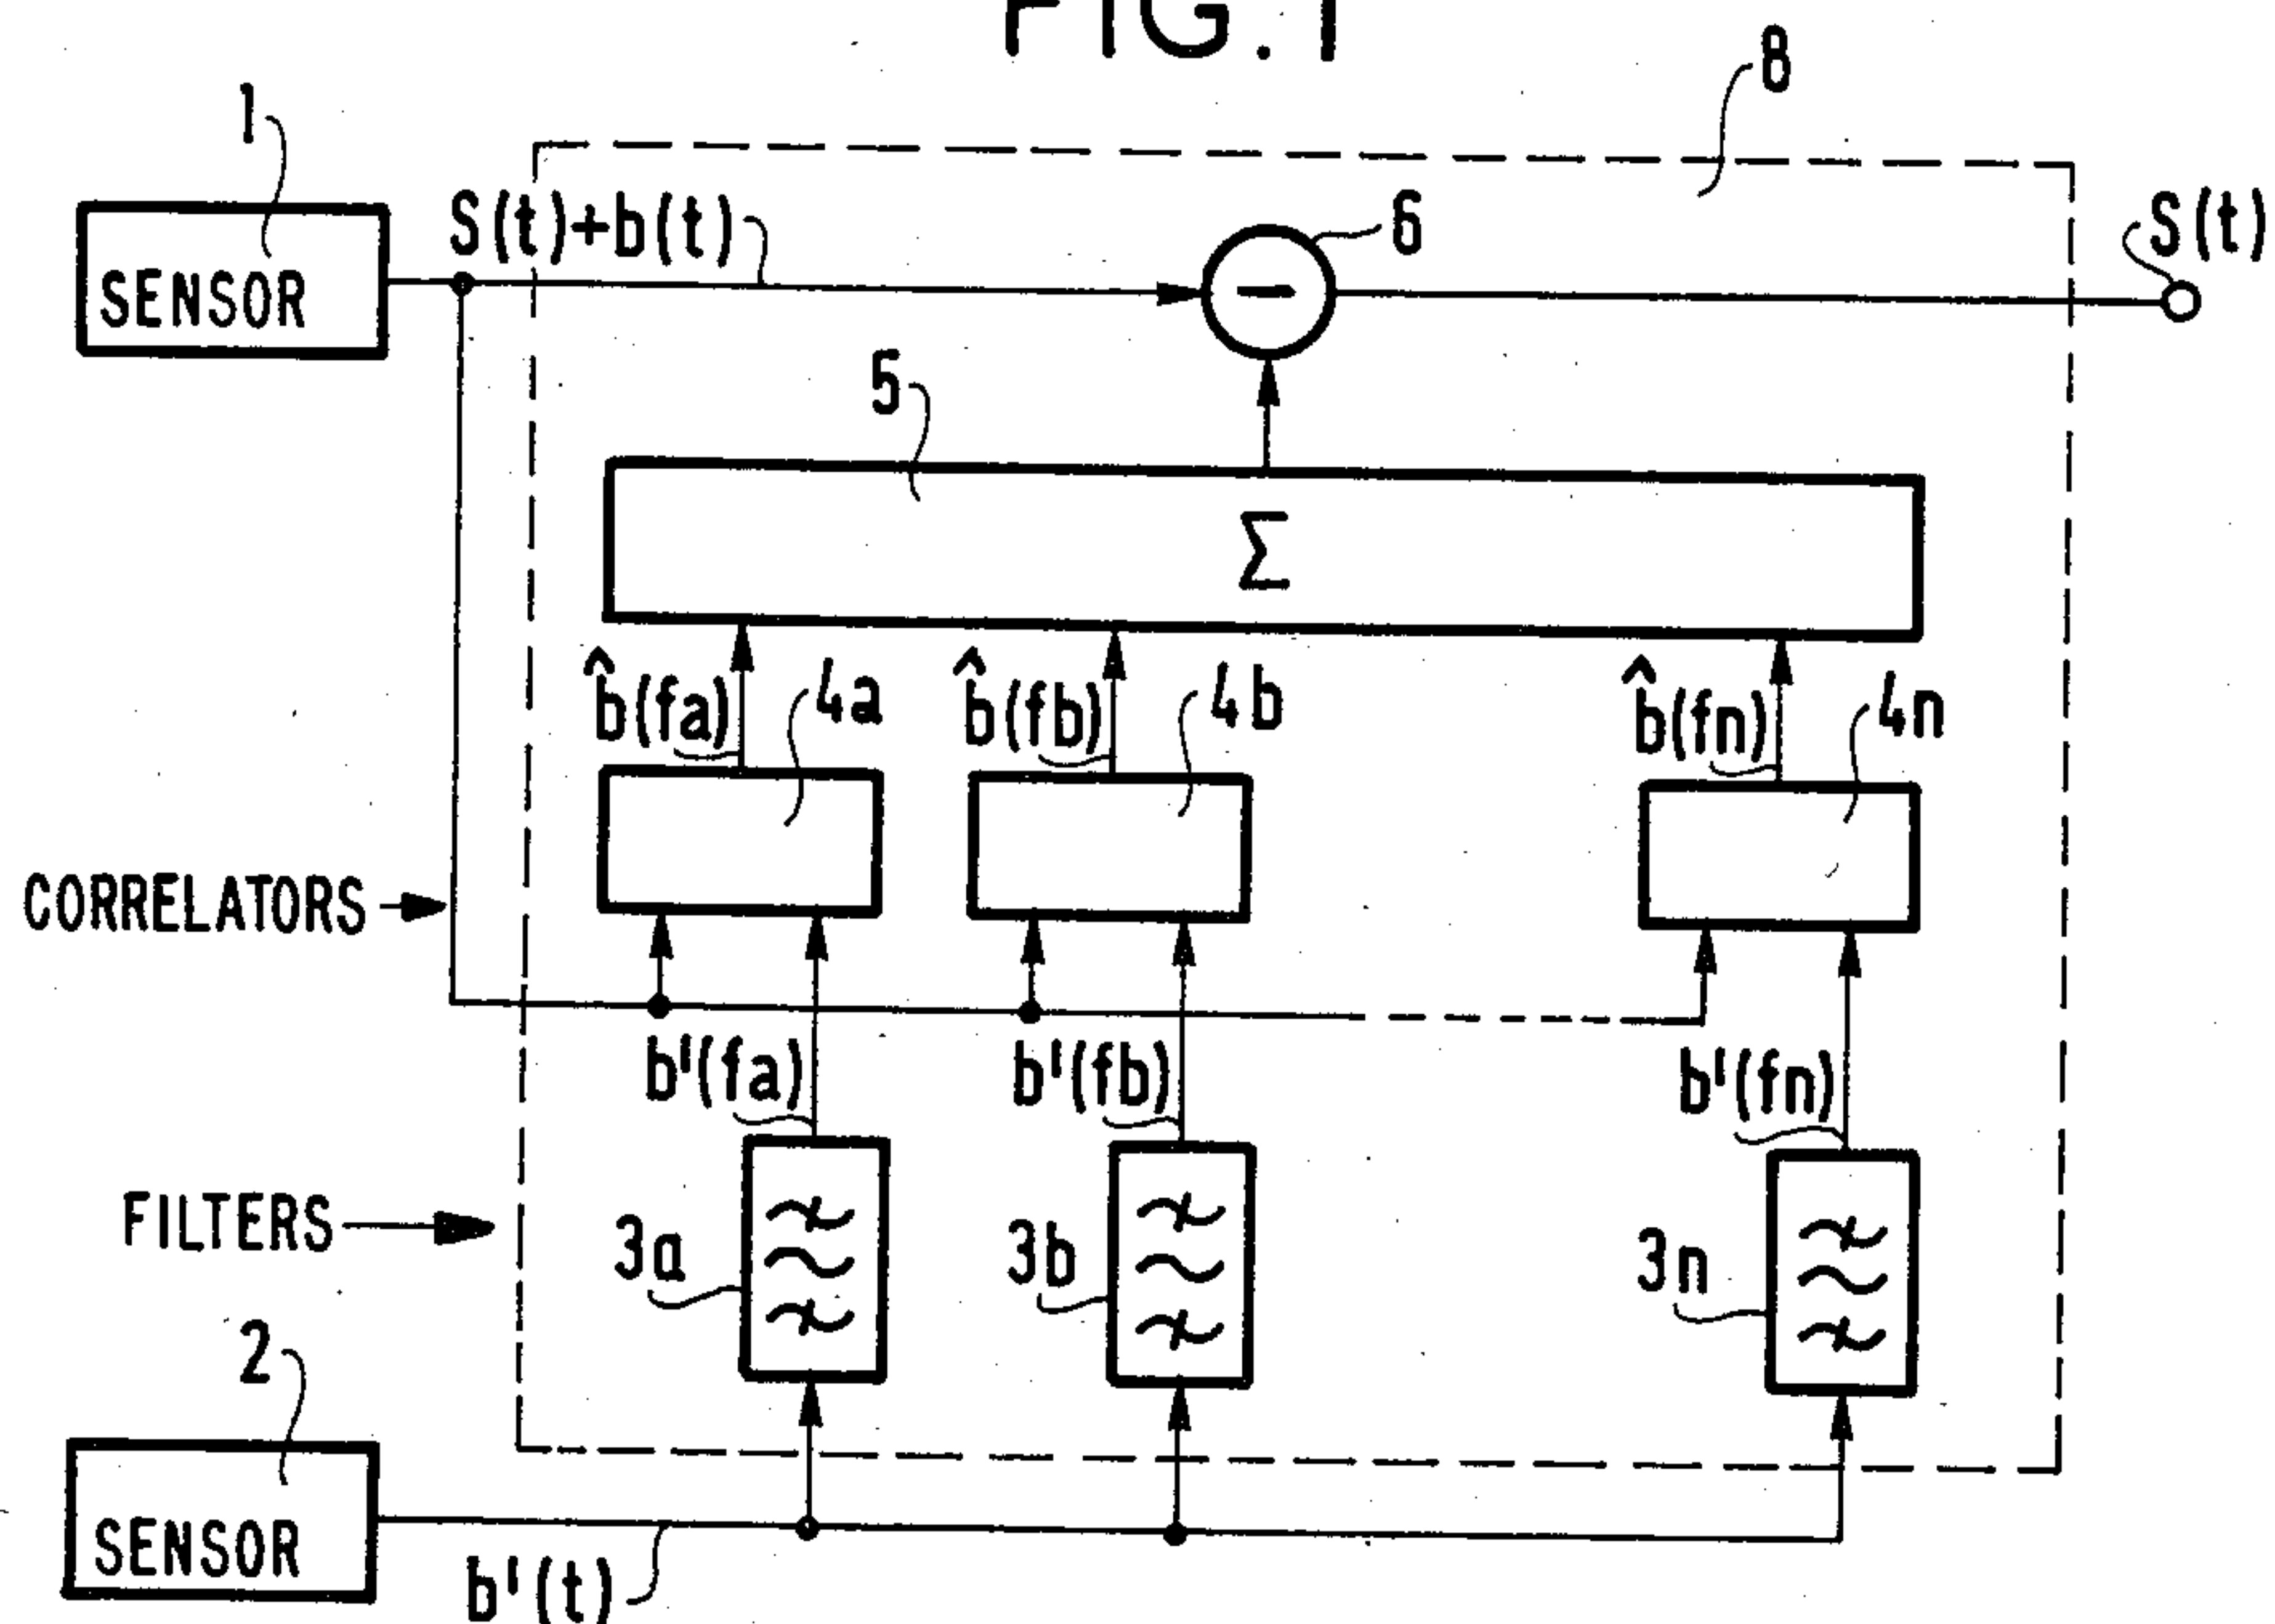 FIG. 1
8
1
S(t)+b(t)
6
S(t)
SENSOR
5
Σ
b̂(fa)
4a
b̂(fb)
4b
b̂(fn)
4n
CORRELATORS
b'(fa)
b'(fb)
b'(fn)
FILTERS
3a
3b
3n
2
SENSOR
b'(t)